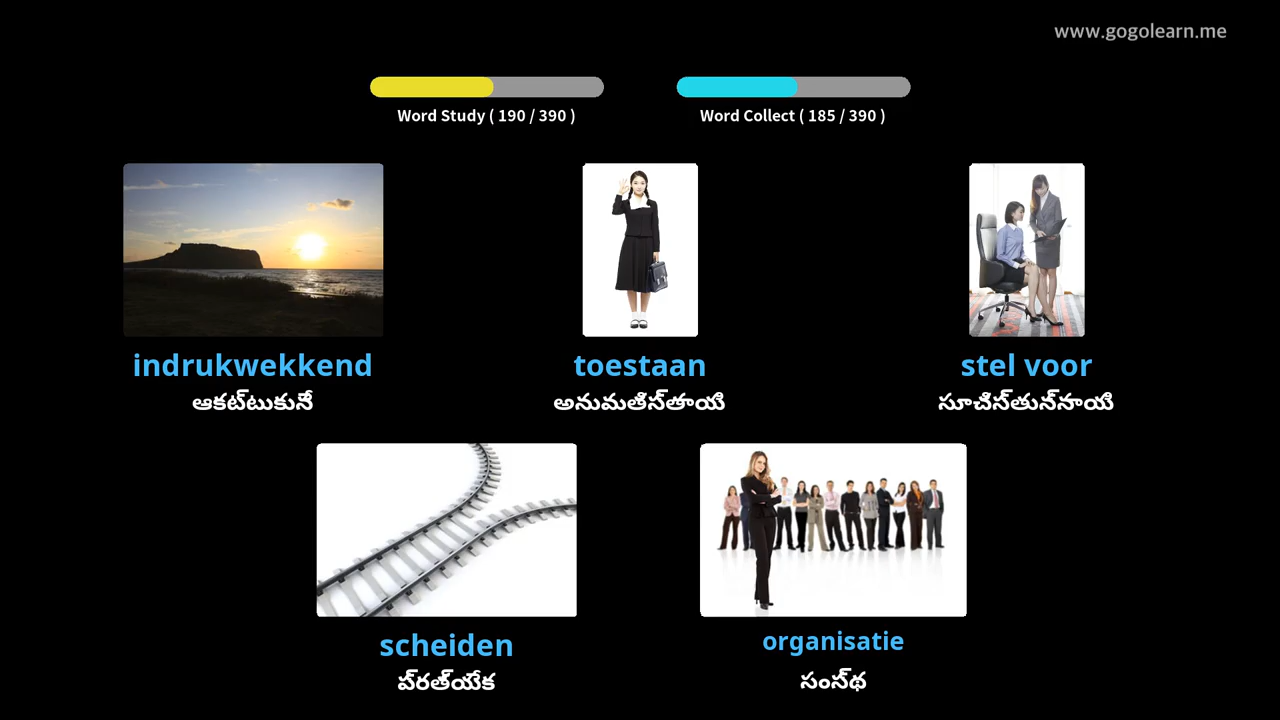 www.gogolearn.me
Word Study ( 190 / 390 )
Word Collect ( 185 / 390 )
indrukwekkend
toestaan
stel voor
ఆకట్టుకునే
అనుమతిస్తాయి
సూచిస్తున్నాయి
scheiden
organisatie
ప్రత్యేక
సంస్థ